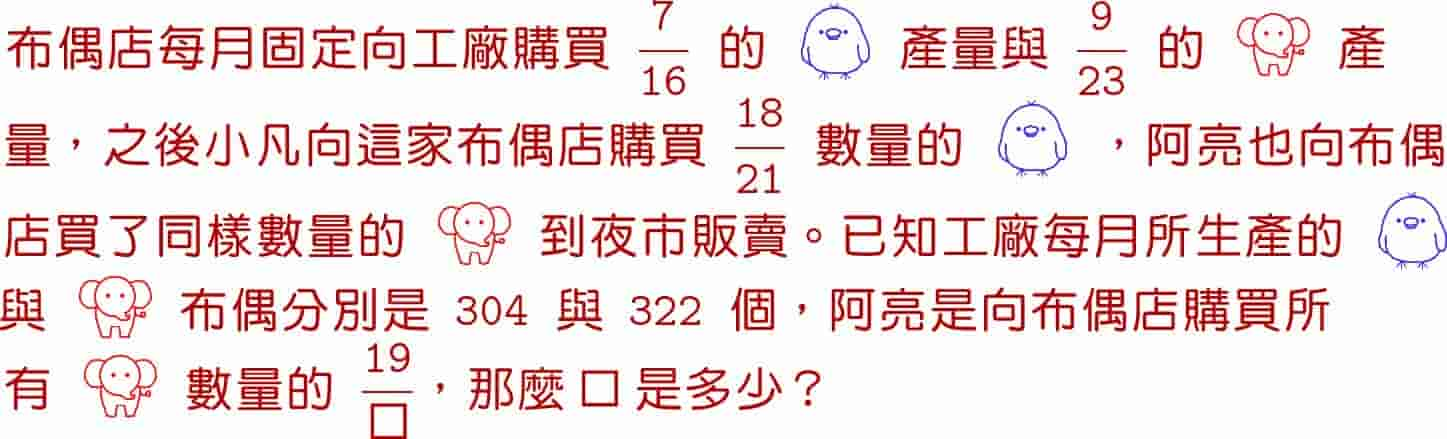 布偶店每月固定向工廠購買 7/16 的 產量與 9/23 的 產
量，之後小凡向這家布偶店購買 18/21 數量的 ，阿亮也向布偶
店買了同樣數量的 到夜市販賣。已知工廠每月所生產的
與 布偶分別是 304 與 322 個，阿亮是向布偶店購買所
有 數量的 19/□，那麼 □ 是多少？